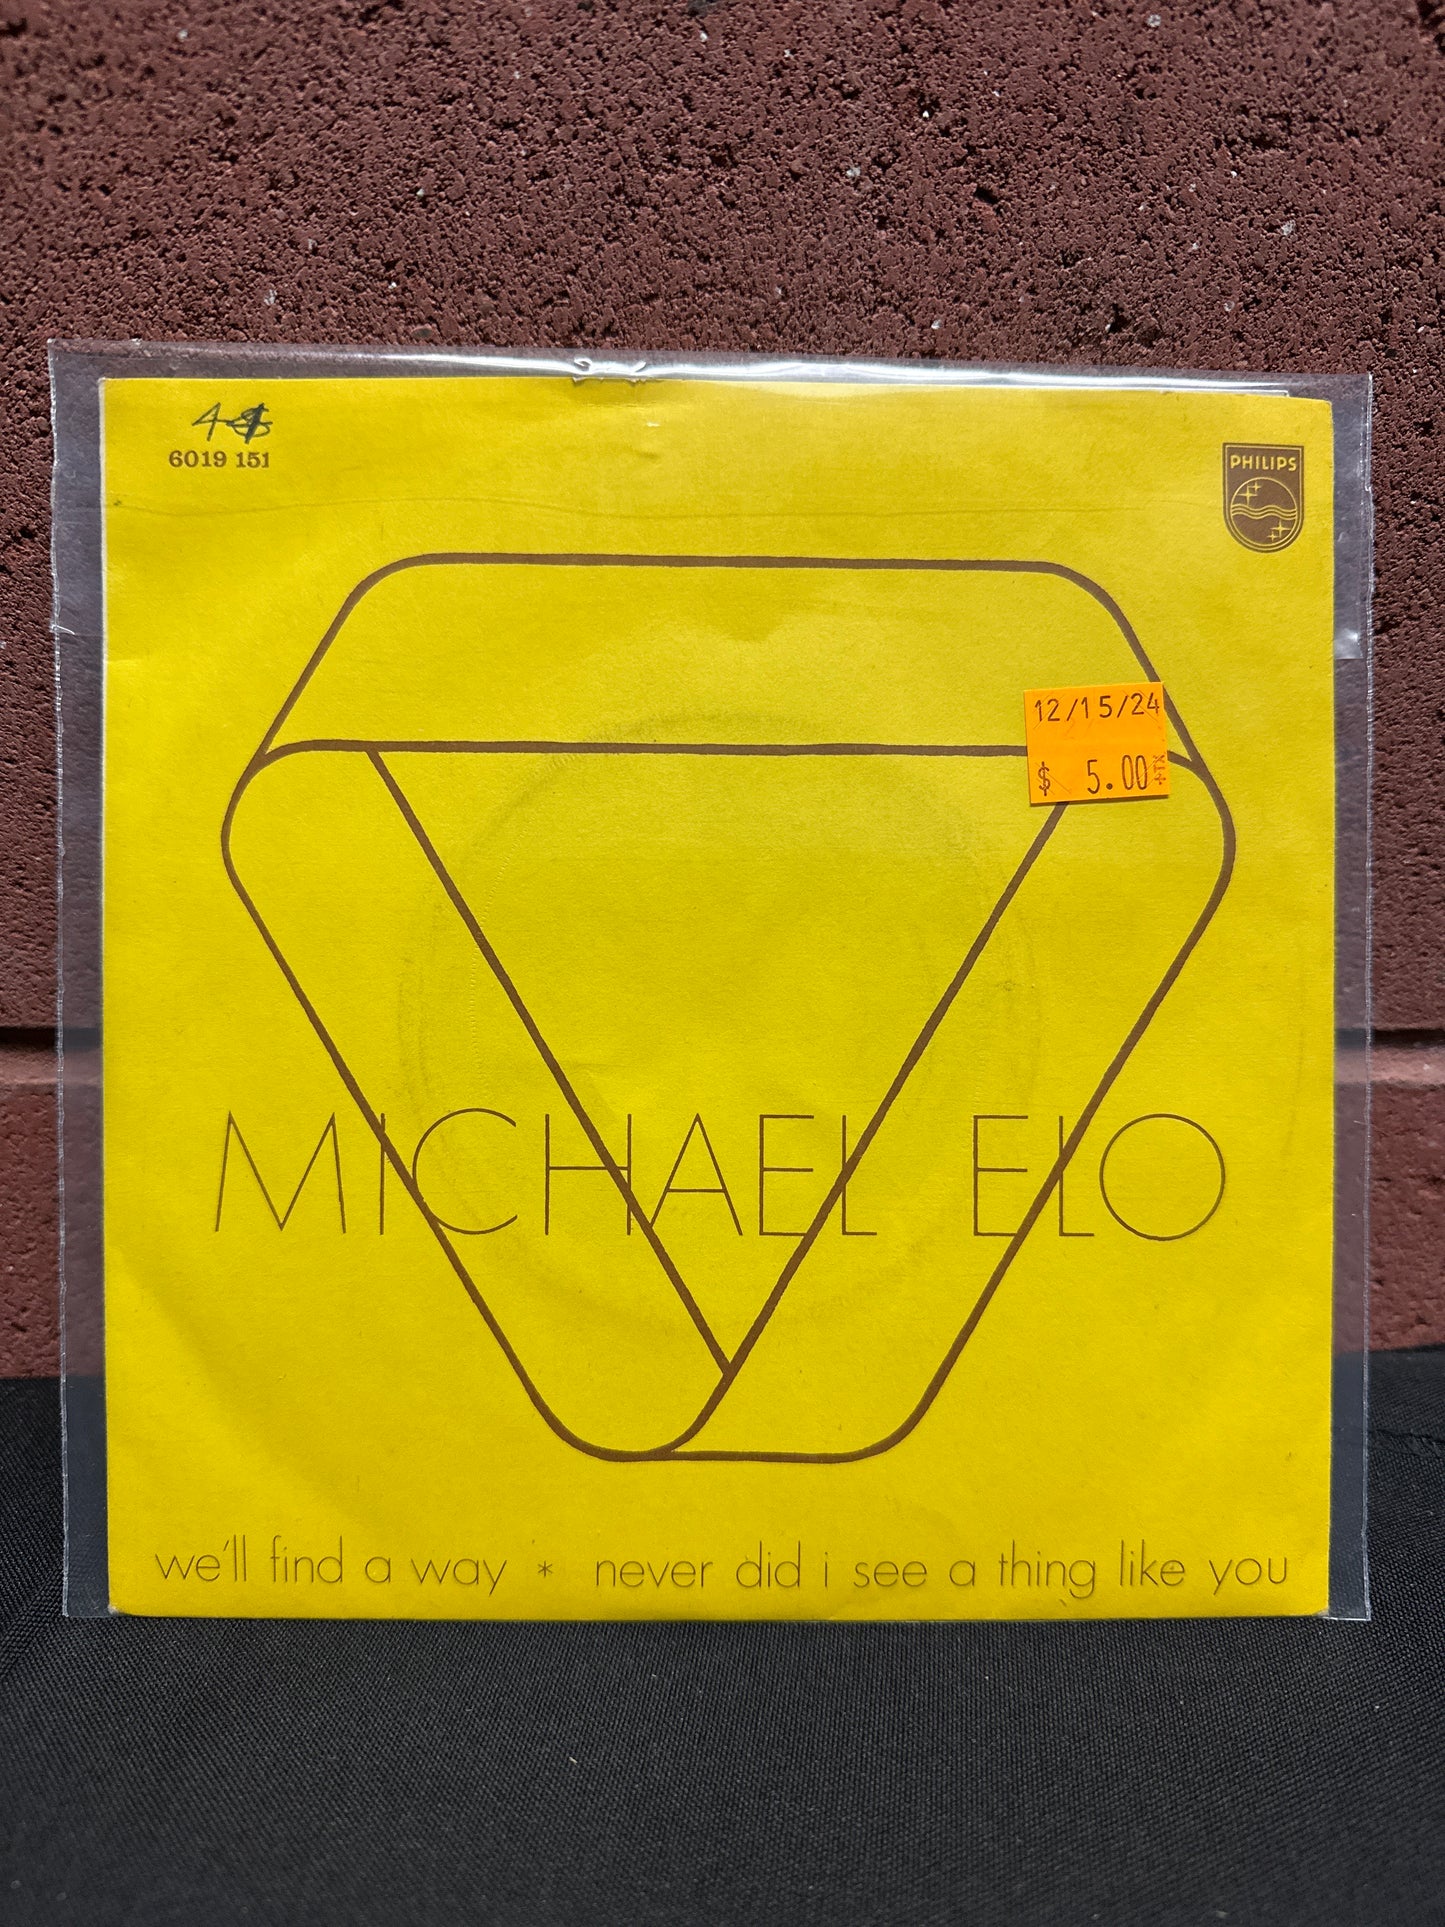 6019 151
PHILIPS
12/15/24
$ 5.00
MICHAEL ELO
we'll find a way * never did i see a thing like you